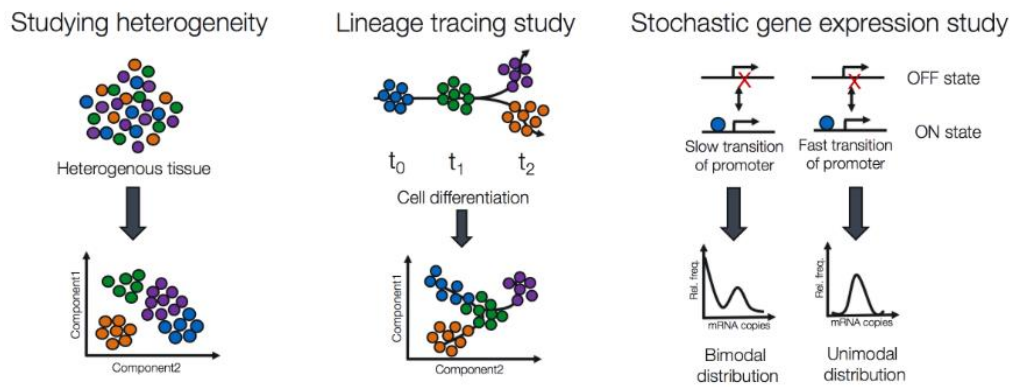 Studying heterogeneity
Heterogenous tissue
Component1
Component2
Lineage tracing study
t0 t1 t2
Cell differentiation
Component1
Component2
Stochastic gene expression study
OFF state
ON state
Slow transition
of promoter
Fast transition
of promoter
Rel. freq.
mRNA copies
Rel. freq.
mRNA copies
Bimodal
distribution
Unimodal
distribution